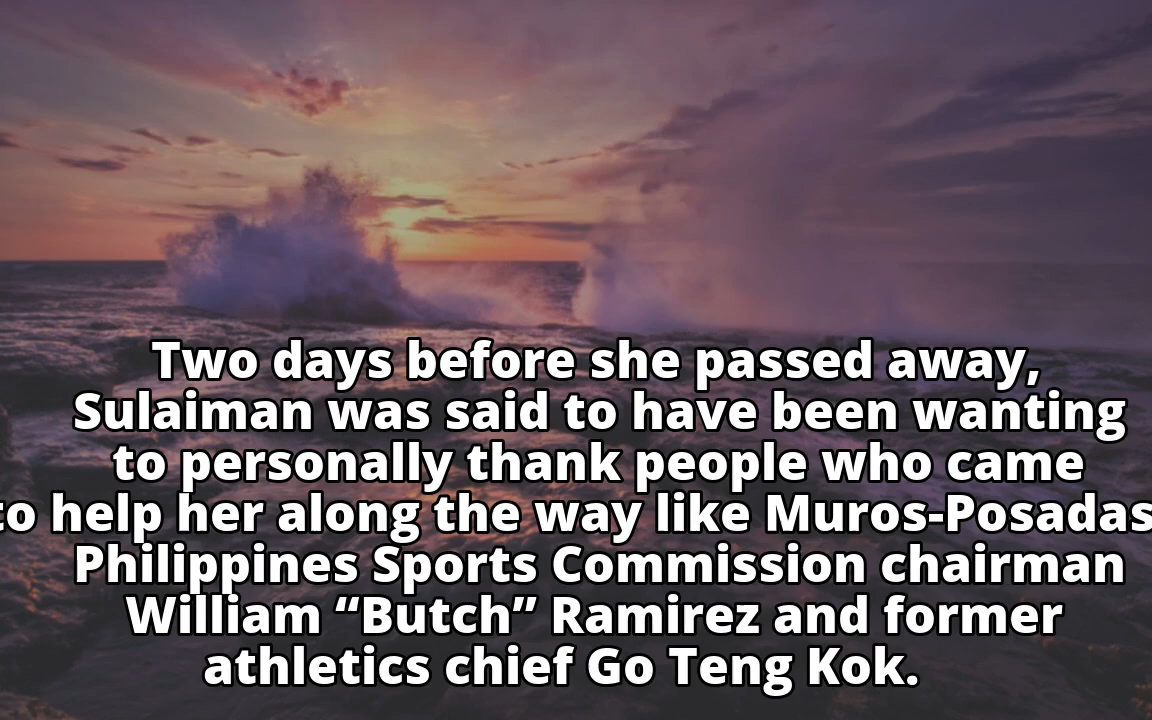 Two days before she passed away,
Sulaiman was said to have been wanting
to personally thank people who came
to help her along the way like Muros-Posadas,
Philippines Sports Commission chairman
William “Butch” Ramirez and former
athletics chief Go Teng Kok.